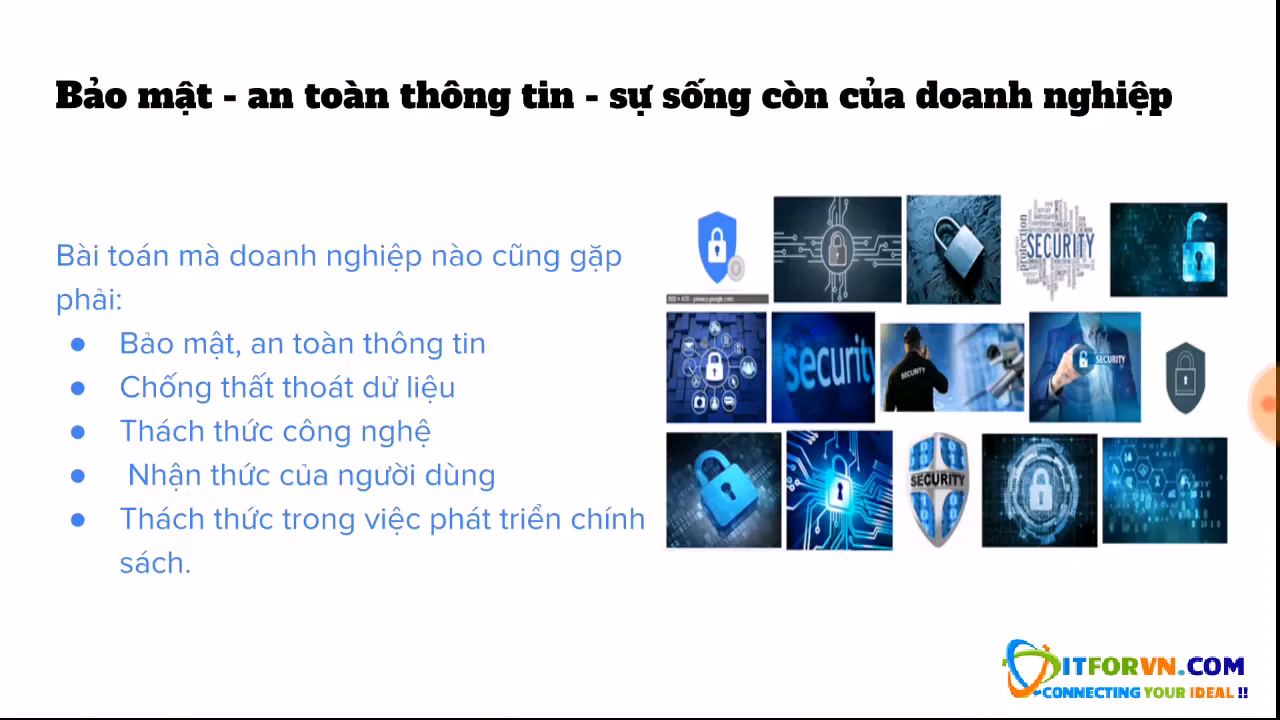 Bảo mật - an toàn thông tin - sự sống còn của doanh nghiệp
Bài toán mà doanh nghiệp nào cũng gặp
phải:
● Bảo mật, an toàn thông tin
● Chống thất thoát dử liệu
● Thách thức công nghệ
● Nhận thức của người dùng
● Thách thức trong việc phát triển chính
sách.
protection
SECURITY
security
SECURITY
SECURITY
SECURITY
ITFORVN.COM
CONNECTING YOUR IDEAL !!